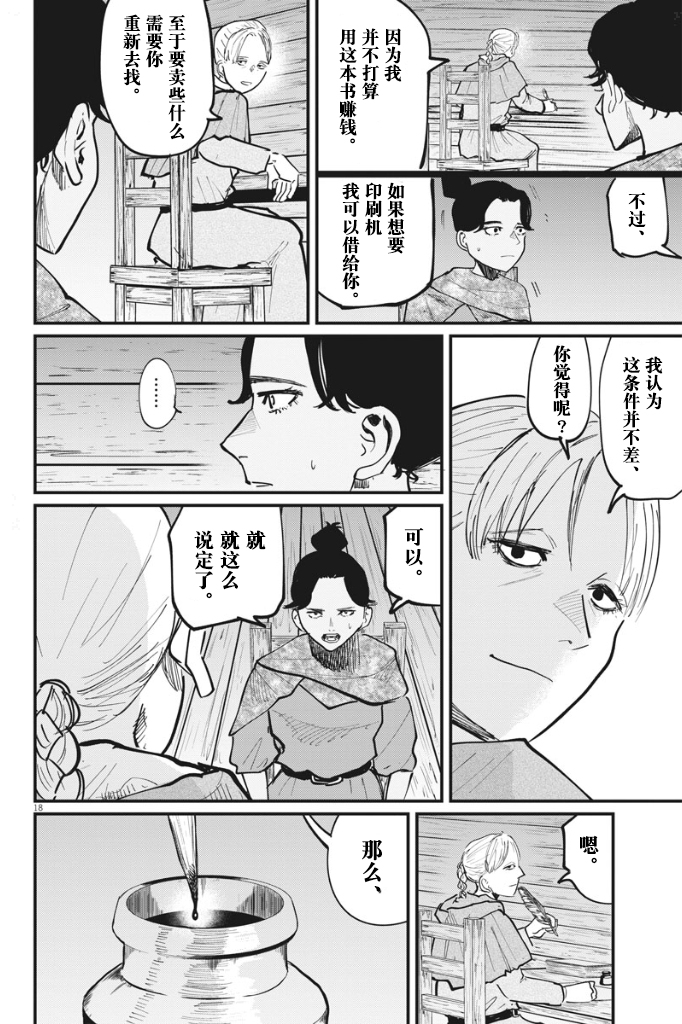 因为我
并不打算
用这本书赚钱。
至于要卖些什么
需要你
重新去找。
不过、
如果想要
印刷机
我可以借给你。
我认为
这条件并不差、
你觉得呢？
……
可以。
就
就这么
说定了。
嗯。
那么、
18